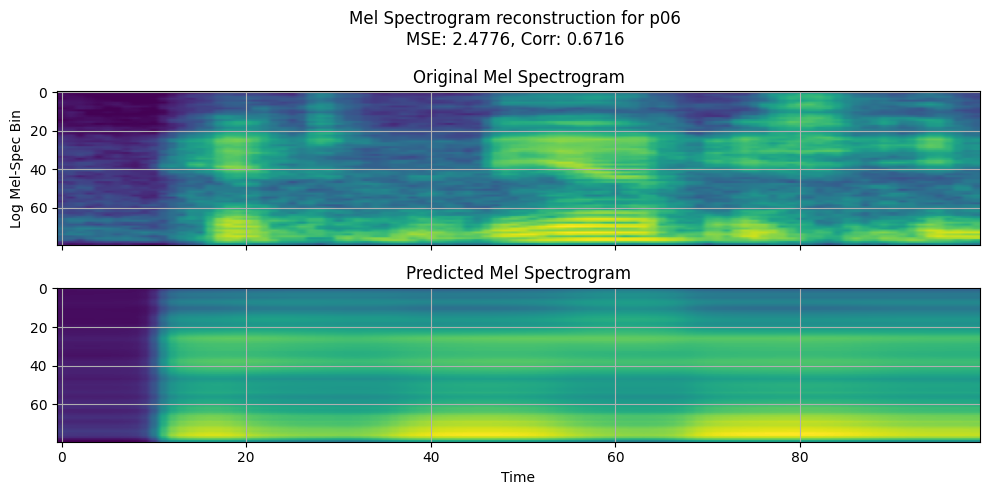 Mel Spectrogram reconstruction for p06
MSE: 2.4776, Corr: 0.6716
Original Mel Spectrogram
Log Mel-Spec Bin
0
20
40
60
Predicted Mel Spectrogram
0
20
40
60
0 20 40 60 80
Time